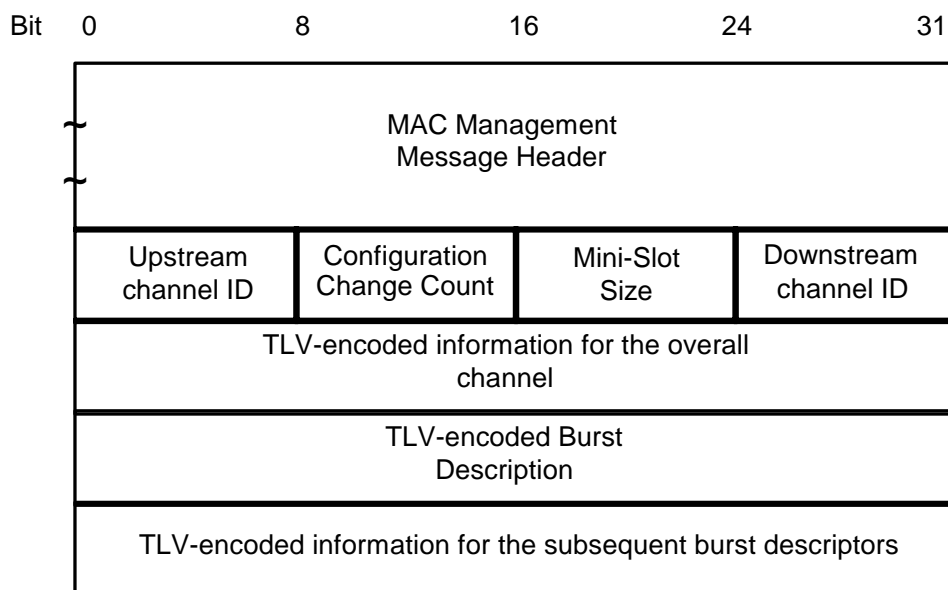 Bit 0 8 16 24 31
MAC Management
Message Header
Upstream
channel ID
Configuration
Change Count
Mini-Slot
Size
Downstream
channel ID
TLV-encoded information for the overall
channel
TLV-encoded Burst
Description
TLV-encoded information for the subsequent burst descriptors